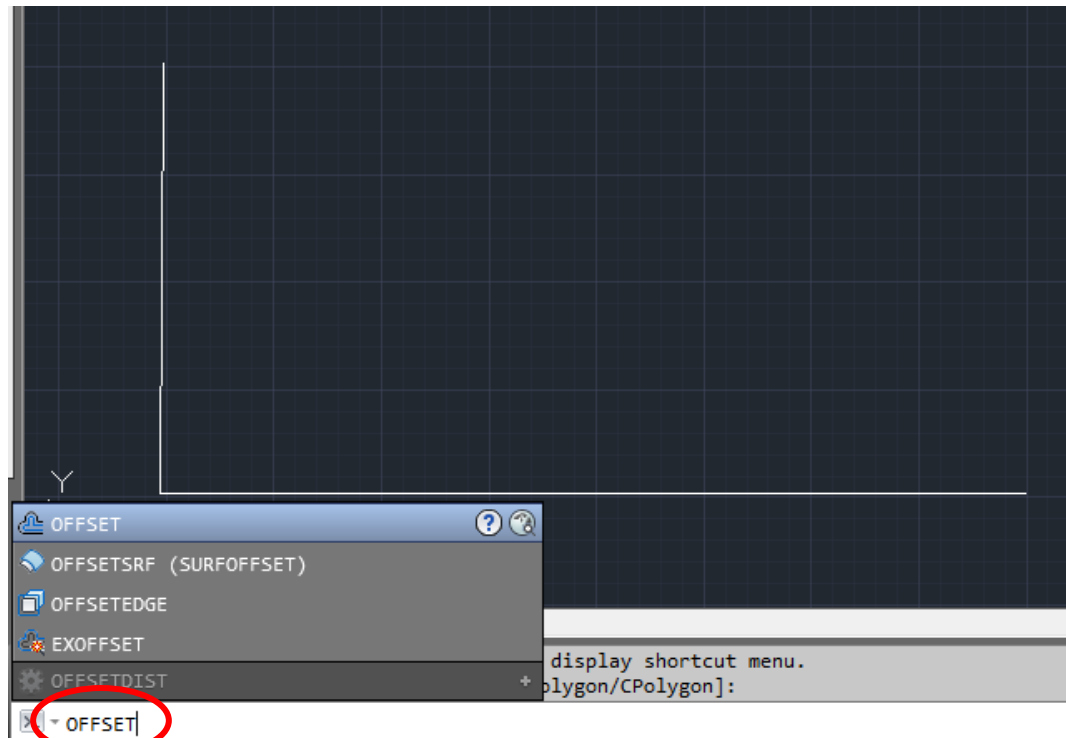 Y
OFFSET
OFFSETSRF (SURFOFFSET)
OFFSETEDGE
EXOFFSET
OFFSETDIST +
display shortcut menu.
olygon/CPolygon]:
OFFSET